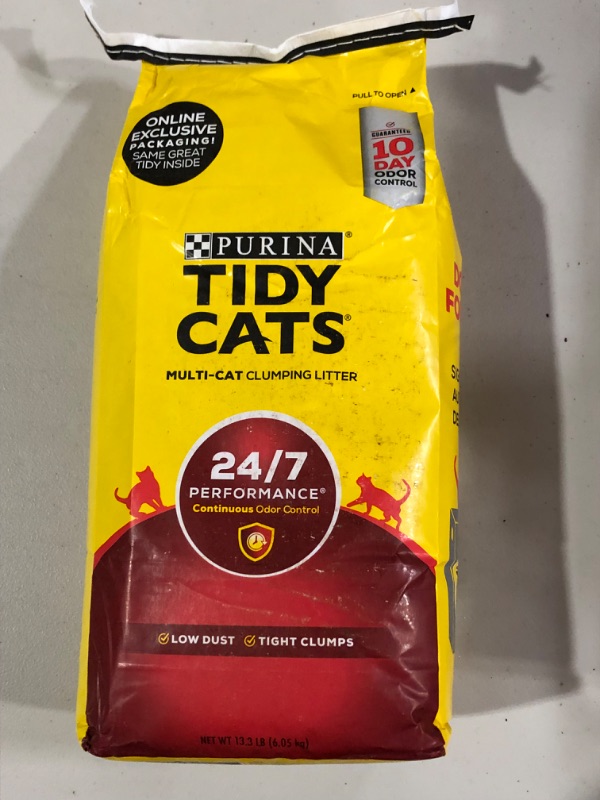 PULL TO OPEN
ONLINE
EXCLUSIVE
PACKAGING!
SAME GREAT
TIDY INSIDE
GUARANTEED
10
DAY
ODOR
CONTROL
PURINA®
TIDY
CATS®
MULTI-CAT CLUMPING LITTER
24/7
PERFORMANCE®
Continuous Odor Control
LOW DUST TIGHT CLUMPS
NET WT 13.3 LB (6.05 kg)